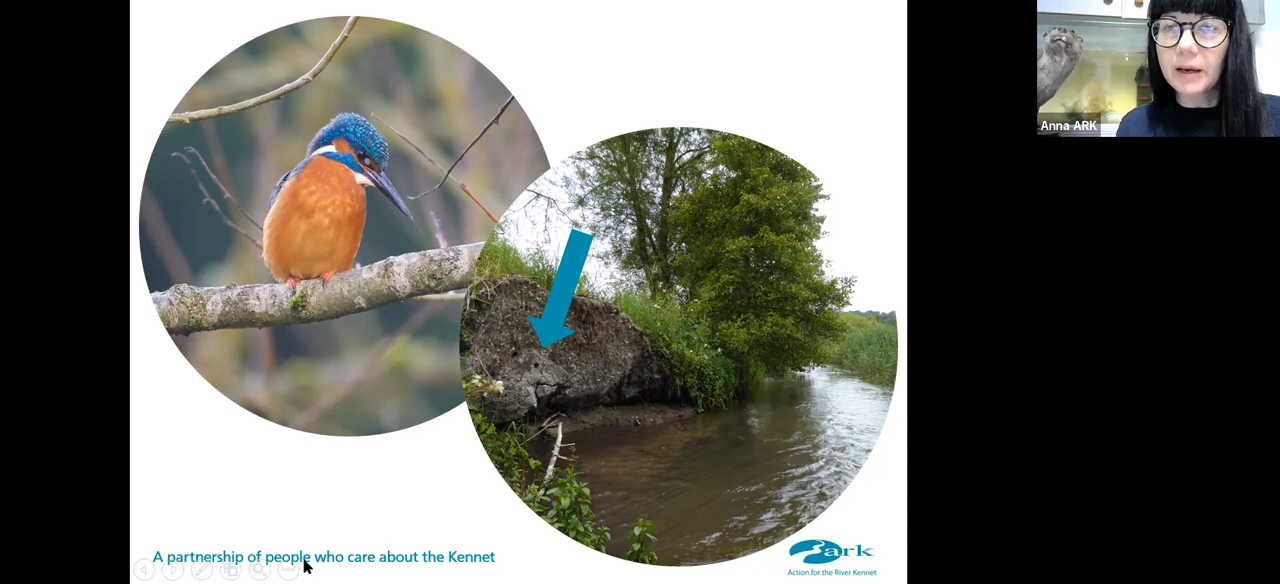 Anna ARK
A partnership of people who care about the Kennet
ark
Action for the River Kennet